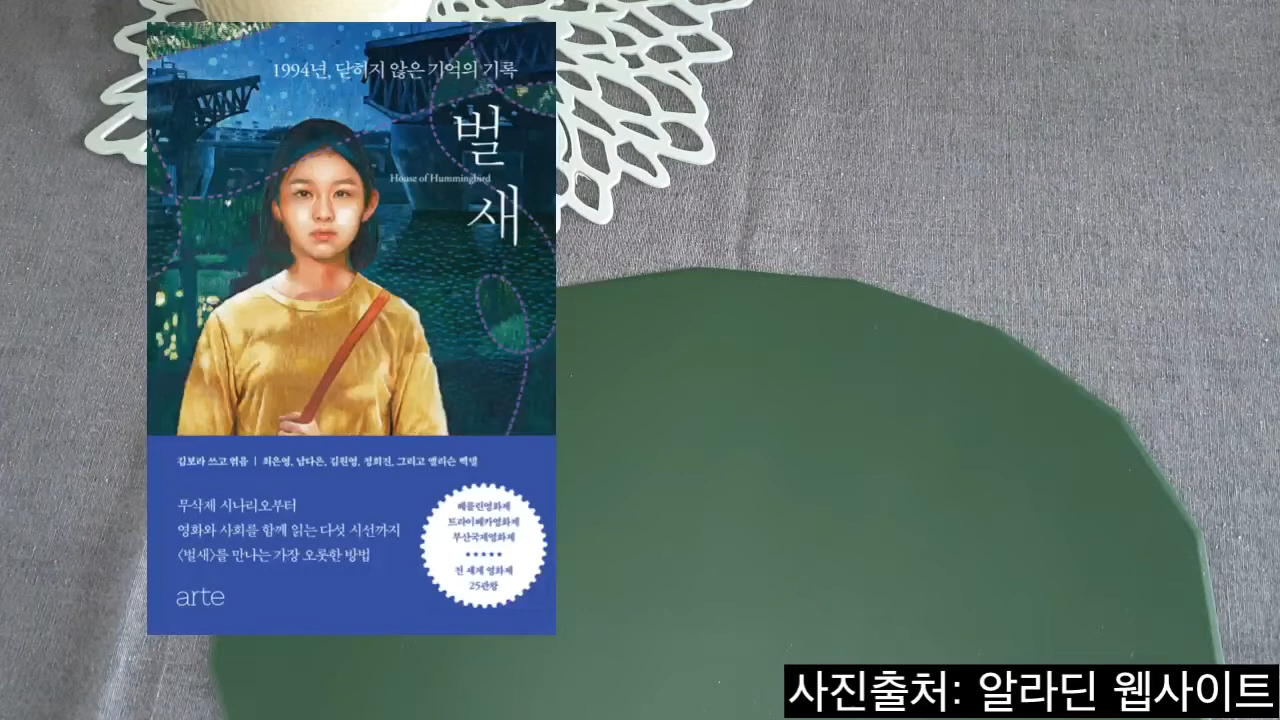 1994년, 닫히지 않은 기억의 기록
벌
새
House of Hummingbird
김보라 쓰고 엮음 | 최은영, 남다은, 김원영, 정희진, 그리고 앨리슨 벡델
무삭제 시나리오부터
영화와 사회를 함께 읽는 다섯 시선까지
〈벌새〉를 만나는 가장 오롯한 방법
arte
베를린영화제
트라이베카영화제
부산국제영화제
★★★★★
전 세계 영화제
25관왕
사진출처: 알라딘 웹사이트